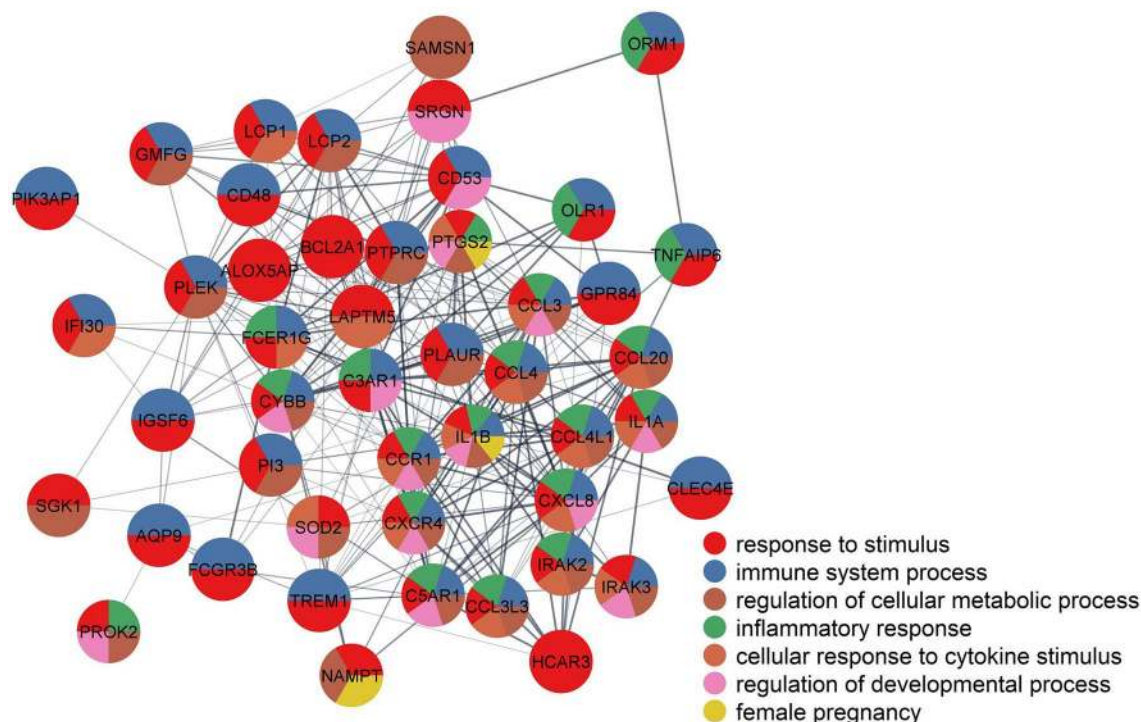 SAMSN1
ORM1
SRGN
LCP1
LCP2
GMFG
CD53
PIK3AP1
CD48
OLR1
BCL2A1
PTPRC
PTGS2
TNFAIP6
ALOX5AP
PLEK
GPR84
CCL3
LAPTM5
IFI30
FCER1G
PLAUR
CCL20
CCL4
C3AR1
CYBB
IGSF6
IL1B
CCL4L1
IL1A
PI3
CCR1
CLEC4E
CXCL8
SGK1
SOD2
CXCR4
AQP9
FCGR3B
IRAK2
IRAK3
TREM1
C5AR1
CCL3L3
PROK2
NAMPT
HCAR3
response to stimulus
immune system process
regulation of cellular metabolic process
inflammatory response
cellular response to cytokine stimulus
regulation of developmental process
female pregnancy